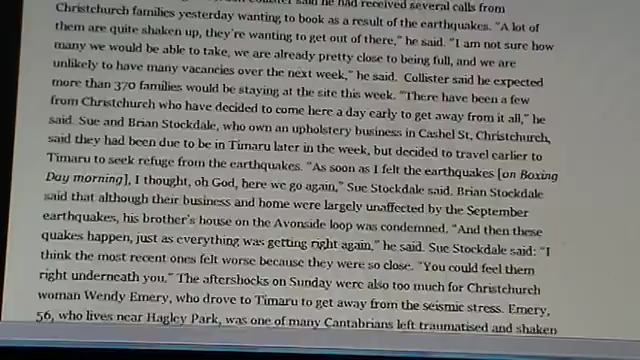 said he had received several calls from
Christchurch families yesterday wanting to book as a result of the earthquakes. "A lot of
them are quite shaken up, they're wanting to get out of there," he said. "I am not sure how
many we would be able to take, we are already pretty close to being full, and we are
unlikely to have many vacancies over the next week," he said. Collister said he expected
more than 370 families would be staying at the site this week. "There have been a few
from Christchurch who have decided to come here a day early to get away from it all," he
said. Sue and Brian Stockdale, who own an upholstery business in Cashel St, Christchurch,
said they had been due to be in Timaru later in the week, but decided to travel earlier to
Timaru to seek refuge from the earthquakes. "As soon as I felt the earthquakes [on Boxing
Day morning], I thought, oh God, here we go again," Sue Stockdale said. Brian Stockdale
said that although their business and home were largely unaffected by the September
earthquakes, his brother's house on the Avonside loop was condemned. "And then these
quakes happen, just as everything was getting right again," he said. Sue Stockdale said: "I
think the most recent ones felt worse because they were so close. "You could feel them
right underneath you." The aftershocks on Sunday were also too much for Christchurch
woman Wendy Emery, who drove to Timaru to get away from the seismic stress. Emery,
56, who lives near Hagley Park, was one of many Cantabrians left traumatised and shaken